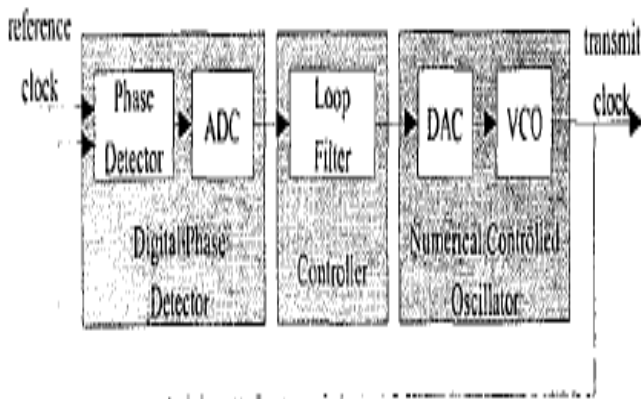 reference
clock
Phase
Detector
ADC
Digital Phase
Detector
Loop
Filter
Controller
DAC
VCO
Numerical Controlled
Oscillator
transmit
clock